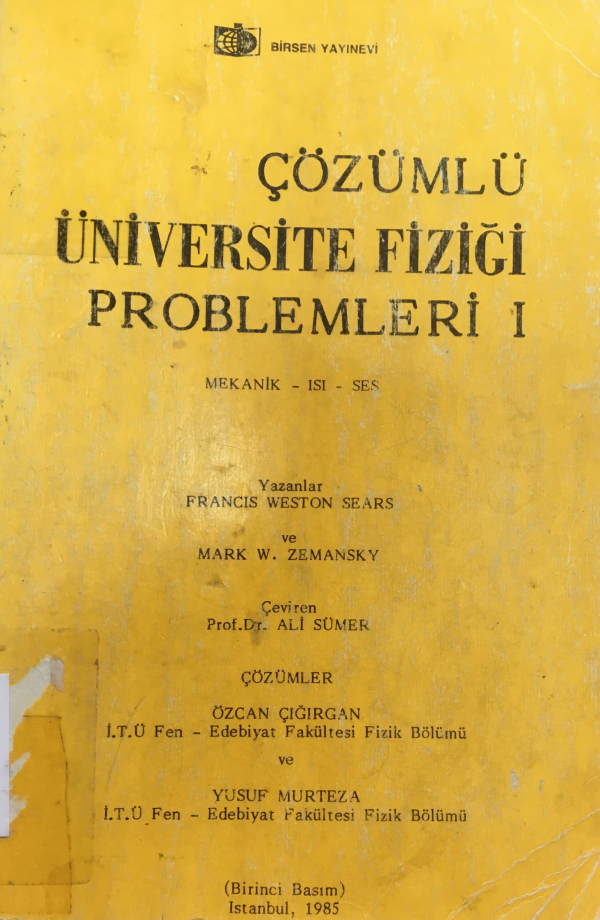 BİRSEN YAYINEVİ
ÇÖZÜMLÜ
ÜNİVERSİTE FİZİĞİ
PROBLEMLERİ I
MEKANİK - ISI - SES
Yazanlar
FRANCIS WESTON SEARS
ve
MARK W. ZEMANSKY
Çeviren
Prof.Dr. ALİ SÜMER
ÇÖZÜMLER
ÖZCAN ÇIĞIRGAN
İ.T.Ü Fen - Edebiyat Fakültesi Fizik Bölümü
ve
YUSUF MURTEZA
İ.T.Ü Fen - Edebiyat Fakültesi Fizik Bölümü
(Birinci Basım)
Istanbul, 1985